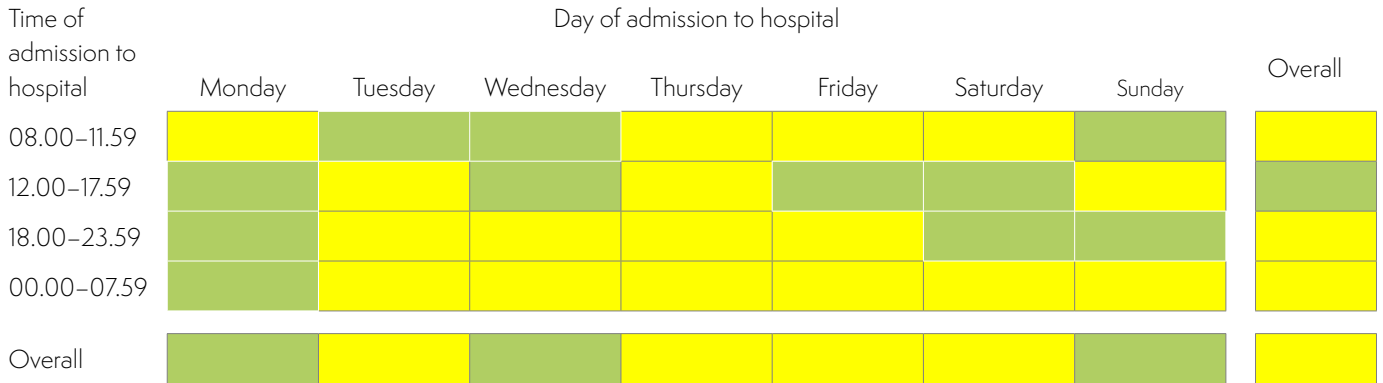 Time of
admission to
hospital
Day of admission to hospital
Monday Tuesday Wednesday Thursday Friday Saturday Sunday
Overall
08.00–11.59
12.00–17.59
18.00–23.59
00.00–07.59
Overall